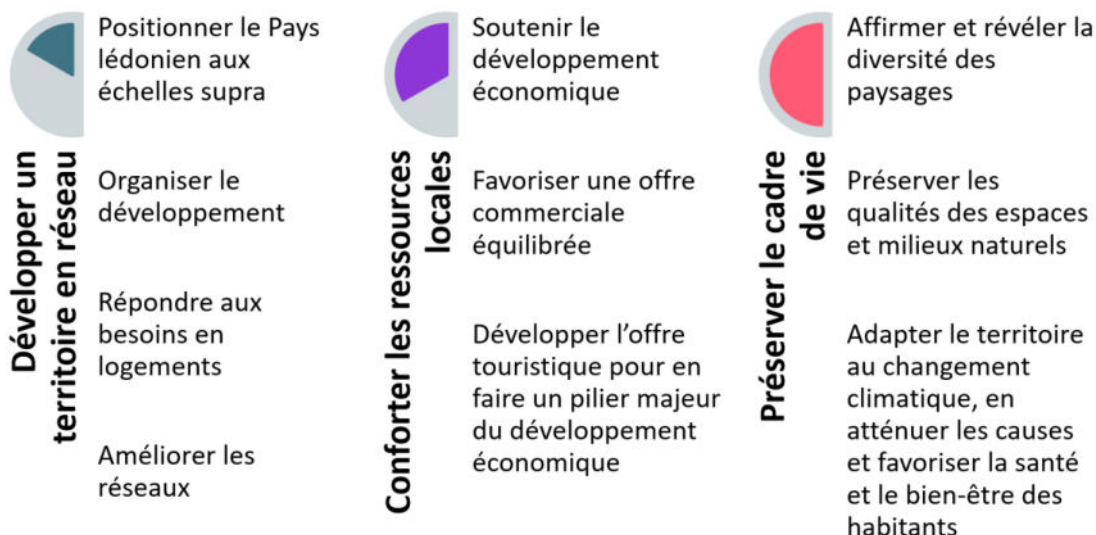 Développer un
territoire en réseau
Positionner le Pays
lédonien aux
échelles supra
Organiser le
développement
Répondre aux
besoins en
logements
Améliorer les
réseaux
Conforter les ressources
locales
Soutenir le
développement
économique
Favoriser une offre
commerciale
équilibrée
Développer l’offre
touristique pour en
faire un pilier majeur
du développement
économique
Préserver le cadre
de vie
Affirmer et révéler la
diversité des
paysages
Préserver les
qualités des espaces
et milieux naturels
Adapter le territoire
au changement
climatique, en
atténuer les causes
et favoriser la santé
et le bien-être des
habitants